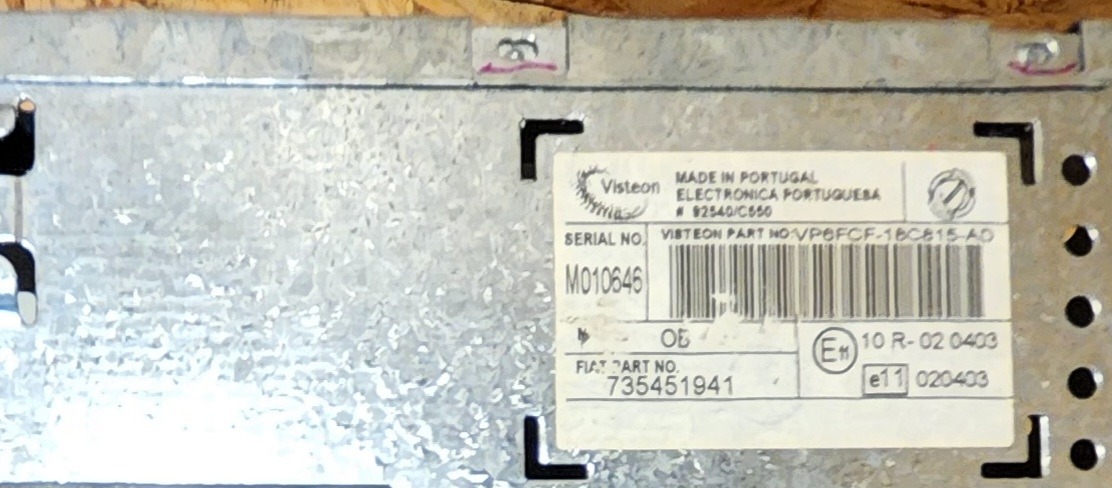 Visteon
MADE IN PORTUGAL
ELECTRONICA PORTUGUESA
# 92540/C550
SERIAL NO.
M010646
VISTEON PART NO: VP6FCF-18C815-AD
10 R- 02 0403
E11
FIAT PART NO.
735451941
e11 020403